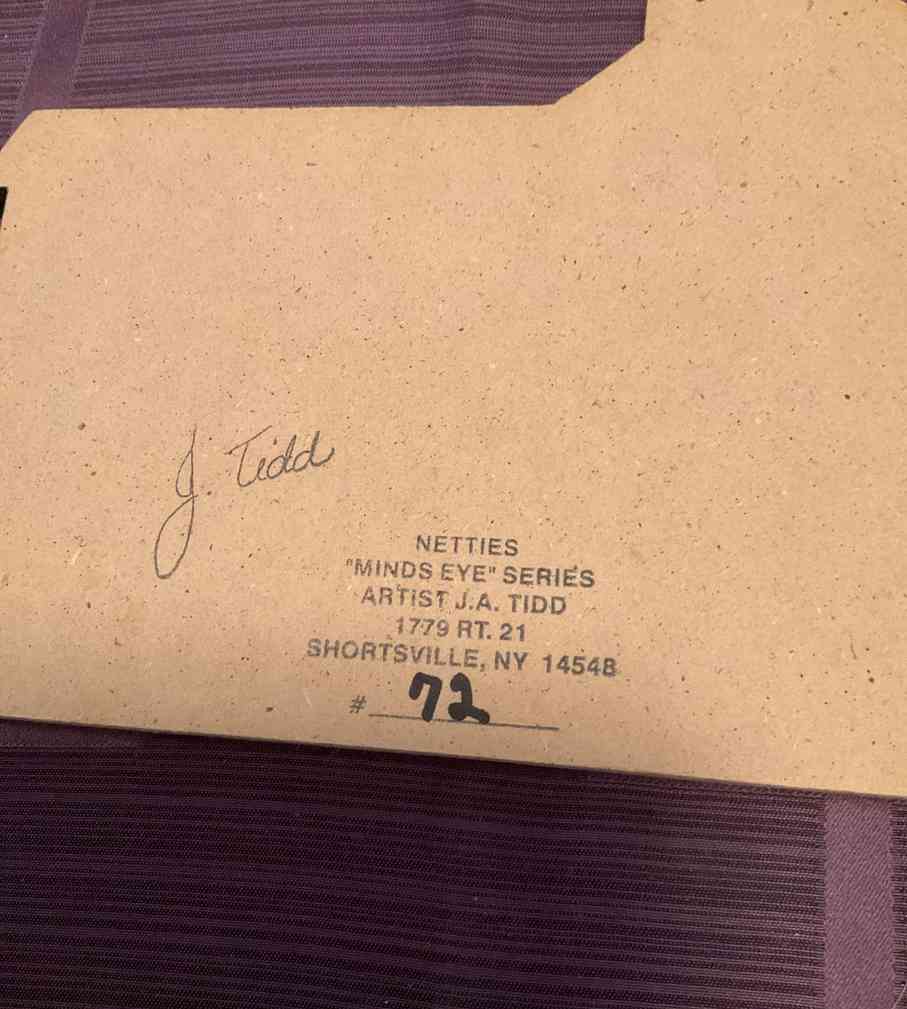 J. Tidd
NETTIES
"MINDS EYE" SERIES
ARTIST J.A. TIDD
1779 RT. 21
SHORTSVILLE, NY 14548
# 72